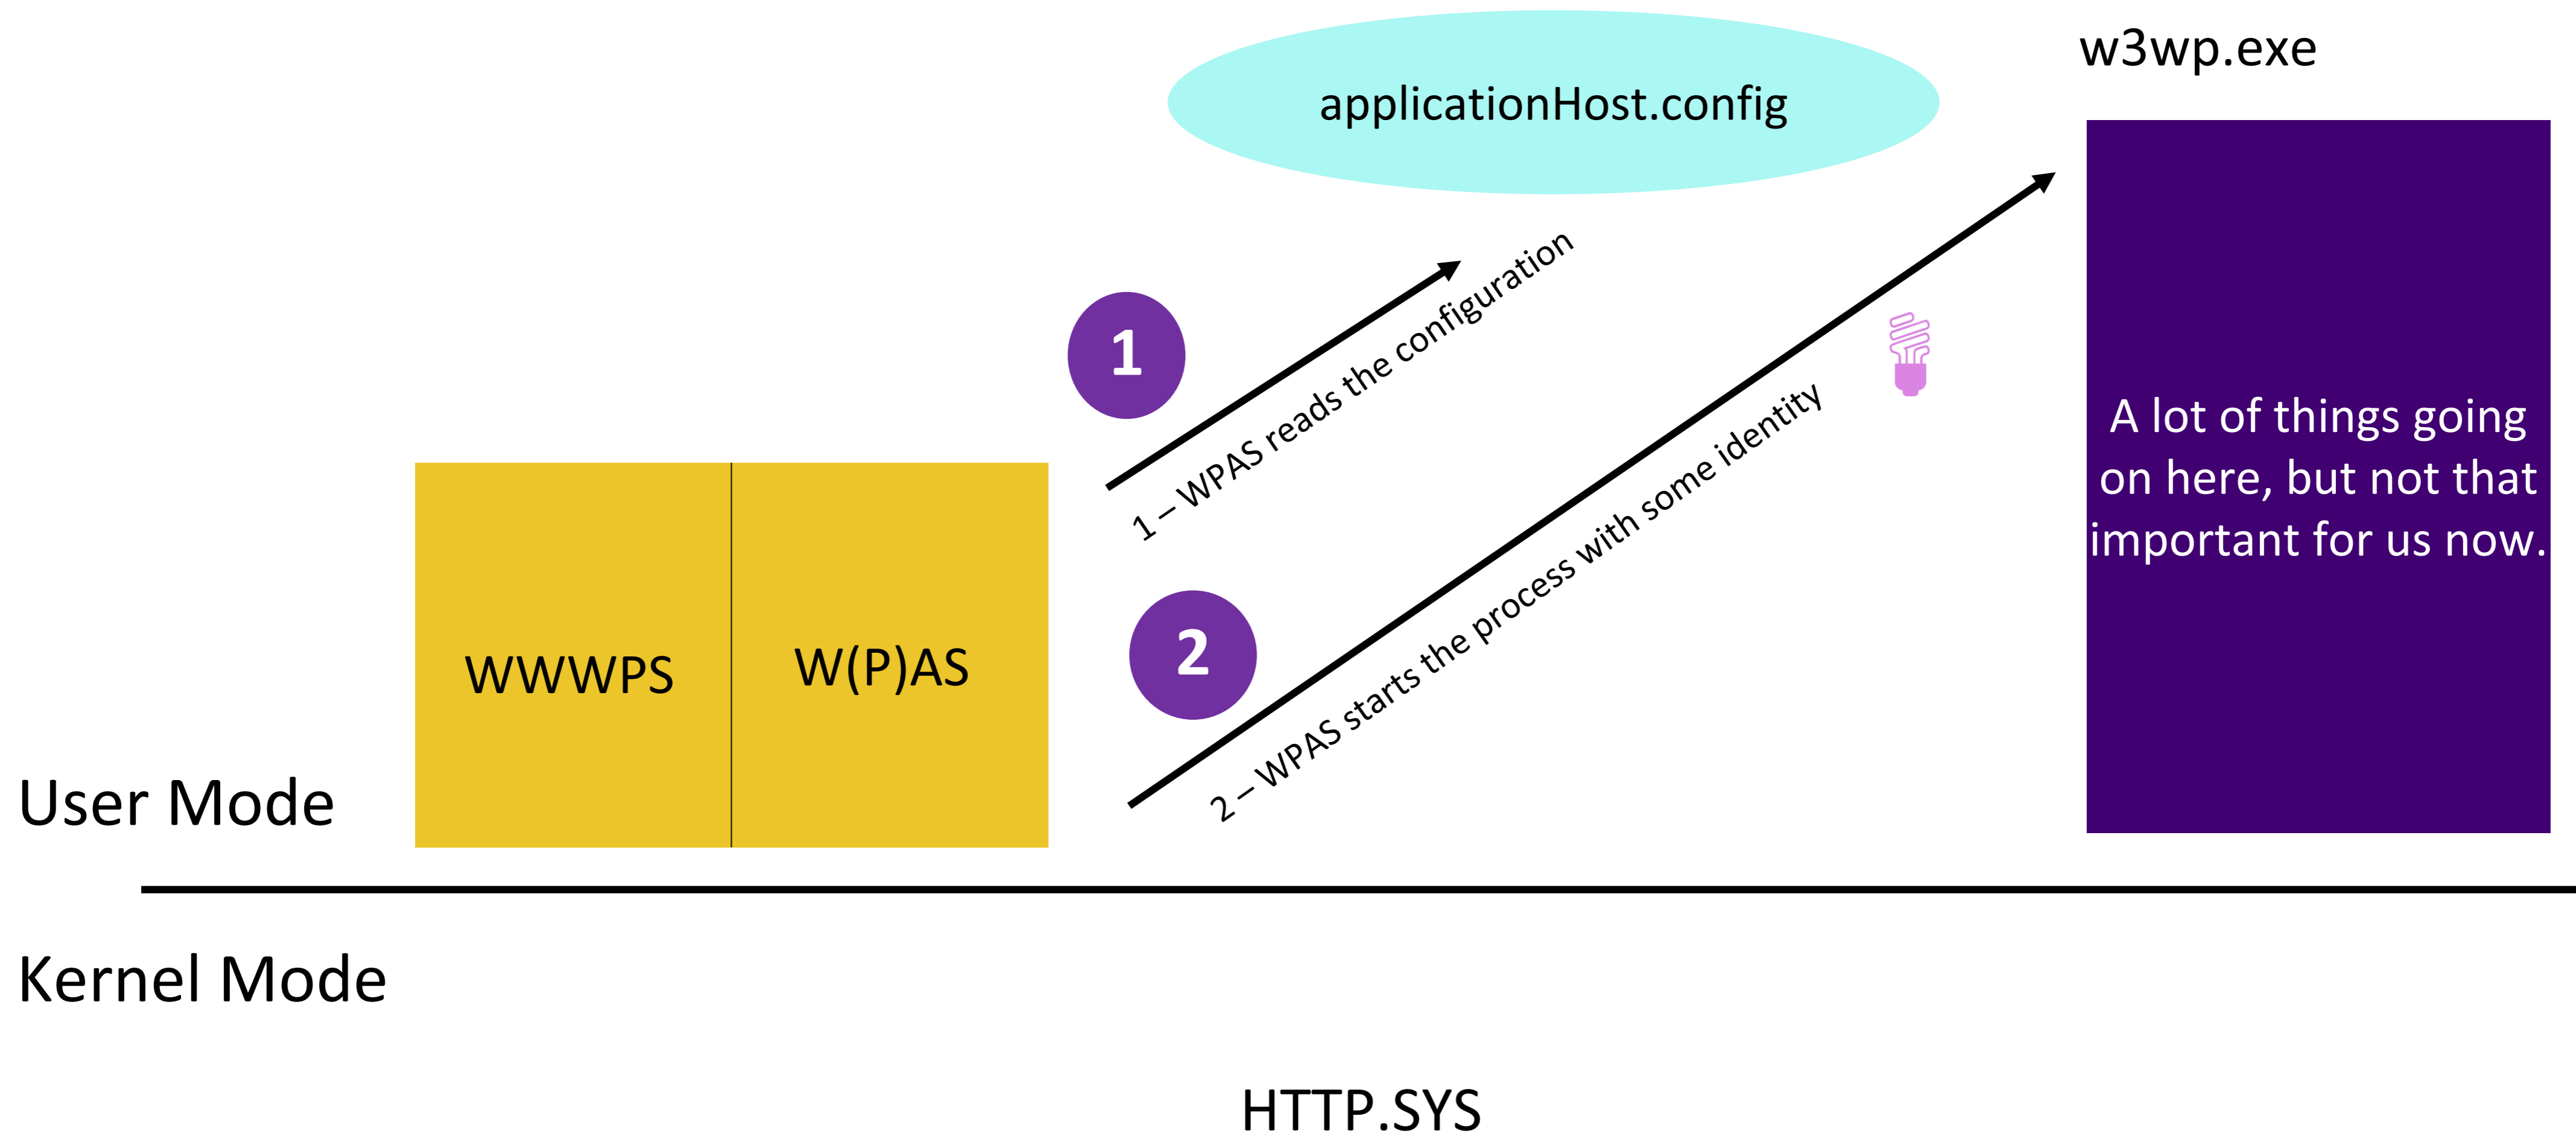 w3wp.exe
applicationHost.config
1
1 – WPAS reads the configuration
2
2 – WPAS starts the process with some identity
A lot of things going
on here, but not that
important for us now.
WWWPS
W(P)AS
User Mode
Kernel Mode
HTTP.SYS